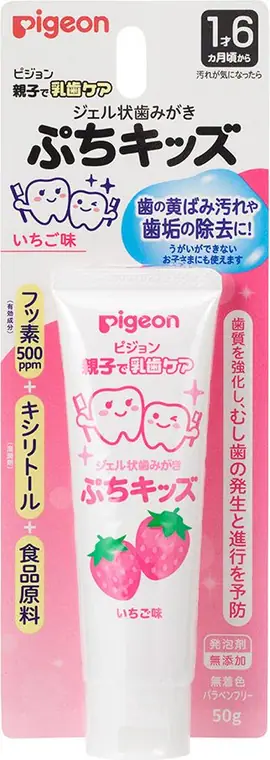 pigeon
1才6
カ月頃から
汚れが気になったら
ピジョン
親子で乳歯ケア
ジェル状歯みがき
ぷちキッズ
いちご味
歯の黄ばみ汚れや
歯垢の除去に!
うがいができない
お子さまにも使えます
フッ素
(有効成分)
500
ppm
+
キシリトール
(湿潤剤)
+
食品原料
歯質を強化し、むし歯の発生と進行を予防
pigeon
ピジョン
親子で乳歯ケア
ジェル状歯みがき
ぷちキッズ
いちご味
発泡剤
無添加
無着色
パラベンフリー
50g